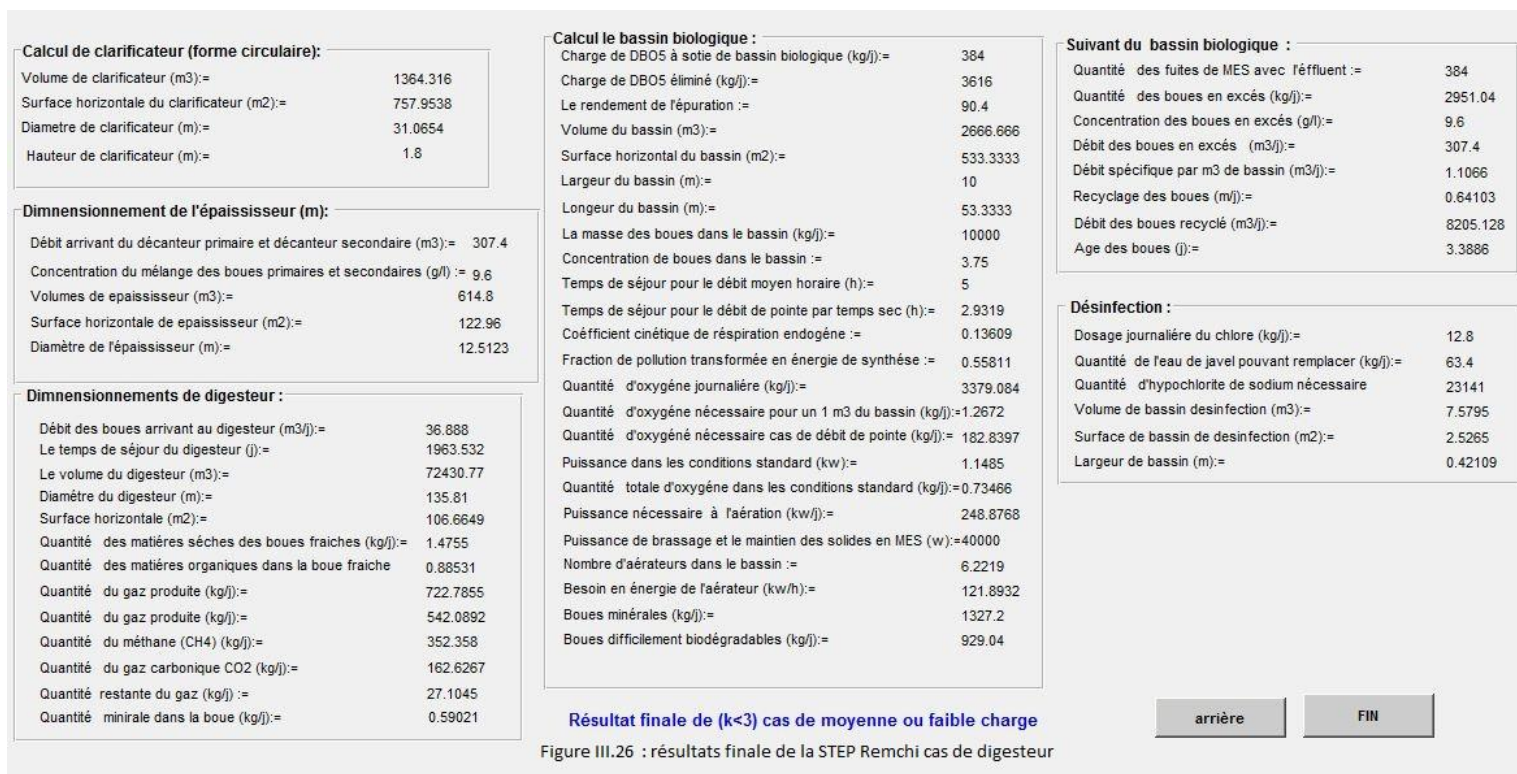 Calcul de clarificateur (forme circulaire):
Volume de clarificateur (m3):= 1364.316
Surface horizontale du clarificateur (m2):= 757.9538
Diametre de clarificateur (m):= 31.0654
Hauteur de clarificateur (m):= 1.8
Dimnensionnement de l'épaississeur (m):
Débit arrivant du décanteur primaire et décanteur secondaire (m3):= 307.4
Concentration du mélange des boues primaires et secondaires (g/l) := 9.6
Volumes de epaississeur (m3):= 614.8
Surface horizontale de epaississeur (m2):= 122.96
Diamètre de l'épaississeur (m):= 12.5123
Dimnensionnements de digesteur :
Débit des boues arrivant au digesteur (m3/j):= 36.888
Le temps de séjour du digesteur (j):= 1963.532
Le volume du digesteur (m3):= 72430.77
Diamétre du digesteur (m):= 135.81
Surface horizontale (m2):= 106.6649
Quantité des matiéres séches des boues fraiches (kg/j):= 1.4755
Quantité des matiéres organiques dans la boue fraiche 0.88531
Quantité du gaz produite (kg/j):= 722.7855
Quantité du gaz produite (kg/j):= 542.0892
Quantité du méthane (CH4) (kg/j):= 352.358
Quantité du gaz carbonique CO2 (kg/j):= 162.6267
Quantité restante du gaz (kg/j) := 27.1045
Quantité minirale dans la boue (kg/j):= 0.59021
Calcul le bassin biologique :
Charge de DBO5 à sotie de bassin biologique (kg/j):= 384
Charge de DBO5 éliminé (kg/j):= 3616
Le rendement de l'épuration := 90.4
Volume du bassin (m3):= 2666.666
Surface horizontal du bassin (m2):= 533.3333
Largeur du bassin (m):= 10
Longeur du bassin (m):= 53.3333
La masse des boues dans le bassin (kg/j):= 10000
Concentration de boues dans le bassin := 3.75
Temps de séjour pour le débit moyen horaire (h):= 5
Temps de séjour pour le débit de pointe par temps sec (h):= 2.9319
Coéfficient cinétique de réspiration endogéne := 0.13609
Fraction de pollution transformée en énergie de synthése := 0.55811
Quantité d'oxygéne journaliére (kg/j):= 3379.084
Quantité d'oxygéne nécessaire pour un 1 m3 du bassin (kg/j):=1.2672
Quantité d'oxygéné nécessaire cas de débit de pointe (kg/j):= 182.8397
Puissance dans les conditions standard (kw):= 1.1485
Quantité totale d'oxygéne dans les conditions standard (kg/j):=0.73466
Puissance nécessaire à l'aération (kw/j):= 248.8768
Puissance de brassage et le maintien des solides en MES (w):=40000
Nombre d'aérateurs dans le bassin := 6.2219
Besoin en énergie de l'aérateur (kw/h):= 121.8932
Boues minérales (kg/j):= 1327.2
Boues difficilement biodégradables (kg/j):= 929.04
Suivant du bassin biologique :
Quantité des fuites de MES avec l'éffluent := 384
Quantité des boues en excés (kg/j):= 2951.04
Concentration des boues en excés (g/l):= 9.6
Débit des boues en excés (m3/j):= 307.4
Débit spécifique par m3 de bassin (m3/j):= 1.1066
Recyclage des boues (m/j):= 0.64103
Débit des boues recyclé (m3/j):= 8205.128
Age des boues (j):= 3.3886
Désinfection :
Dosage journaliére du chlore (kg/j):= 12.8
Quantité de l'eau de javel pouvant remplacer (kg/j):= 63.4
Quantité d'hypochlorite de sodium nécessaire 23141
Volume de bassin desinfection (m3):= 7.5795
Surface de bassin de desinfection (m2):= 2.5265
Largeur de bassin (m):= 0.42109
arrière
FIN
Résultat finale de (k<3) cas de moyenne ou faible charge
Figure III.26 : résultats finale de la STEP Remchi cas de digesteur